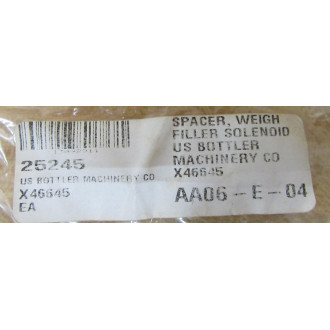 25245
US BOTTLER MACHINERY CO
X46645
EA
SPACER, WEIGH
FILLER SOLENOID
US BOTTLER
MACHINERY CO
X46645
AA06-E-04